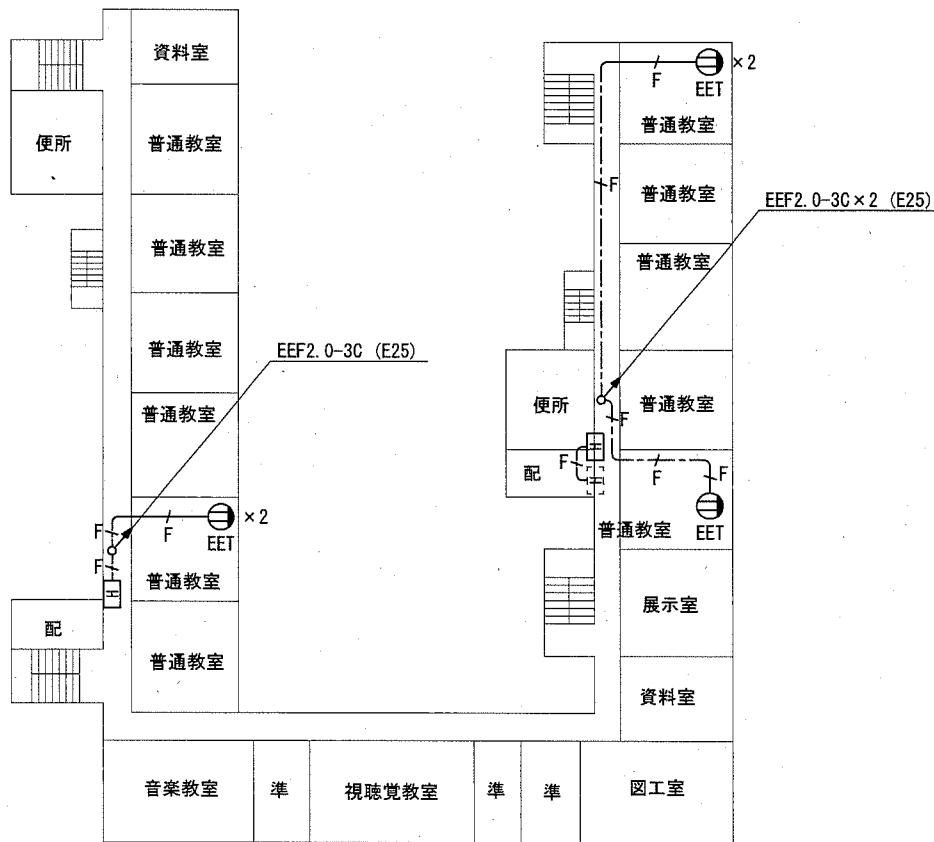 資料室
便所
普通教室
普通教室
普通教室
EEF2.0-3C (E25)
普通教室
F
F
×2
EET
F
普通教室
H
配
普通教室
×2
F
EET
普通教室
F
普通教室
EEF2.0-3C×2 (E25)
普通教室
便所
普通教室
F
H
F
配
H
F
F
普通教室
EET
展示室
資料室
音楽教室
準
視聴覚教室
準
準
図工室